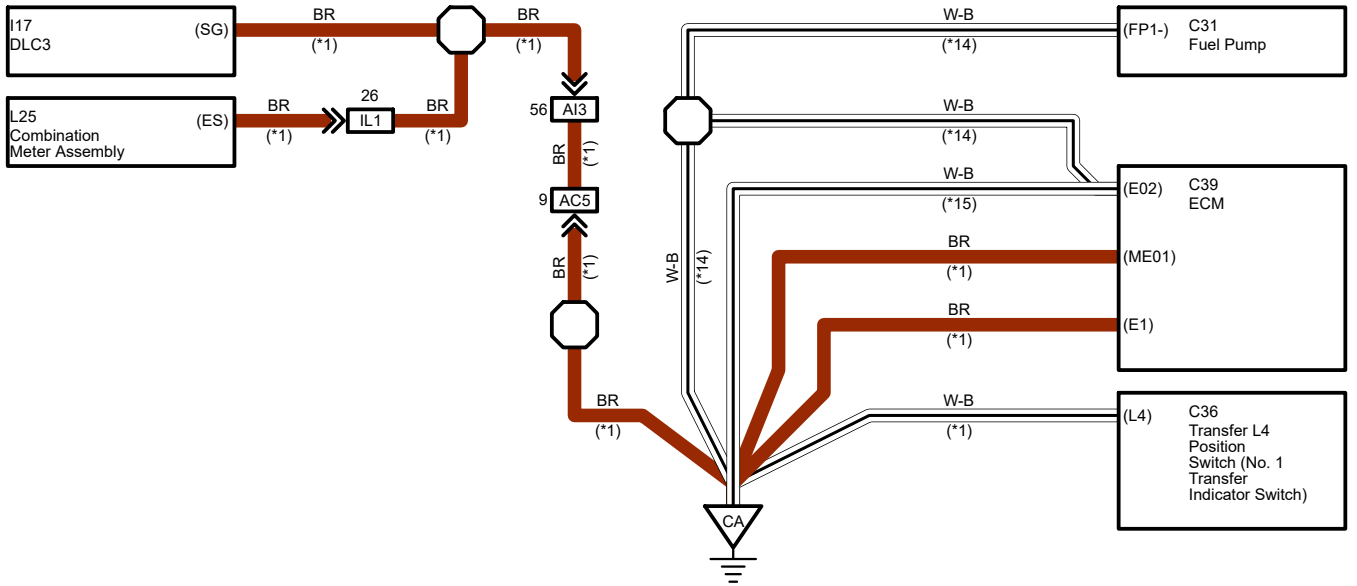 I17
DLC3
(SG)
BR
(*1)
BR
(*1)
L25
Combination
Meter Assembly
(ES)
BR
(*1)
26
IL1
BR
(*1)
56
AI3
BR
(*1)
9
AC5
BR
(*1)
BR
(*1)
W-B
(*14)
(FP1-)
C31
Fuel Pump
W-B
(*14)
W-B
(*15)
W-B
(*14)
(E02)
C39
ECM
BR
(*1)
(ME01)
BR
(*1)
(E1)
W-B
(*1)
(L4)
C36
Transfer L4
Position
Switch (No. 1
Transfer
Indicator Switch)
CA